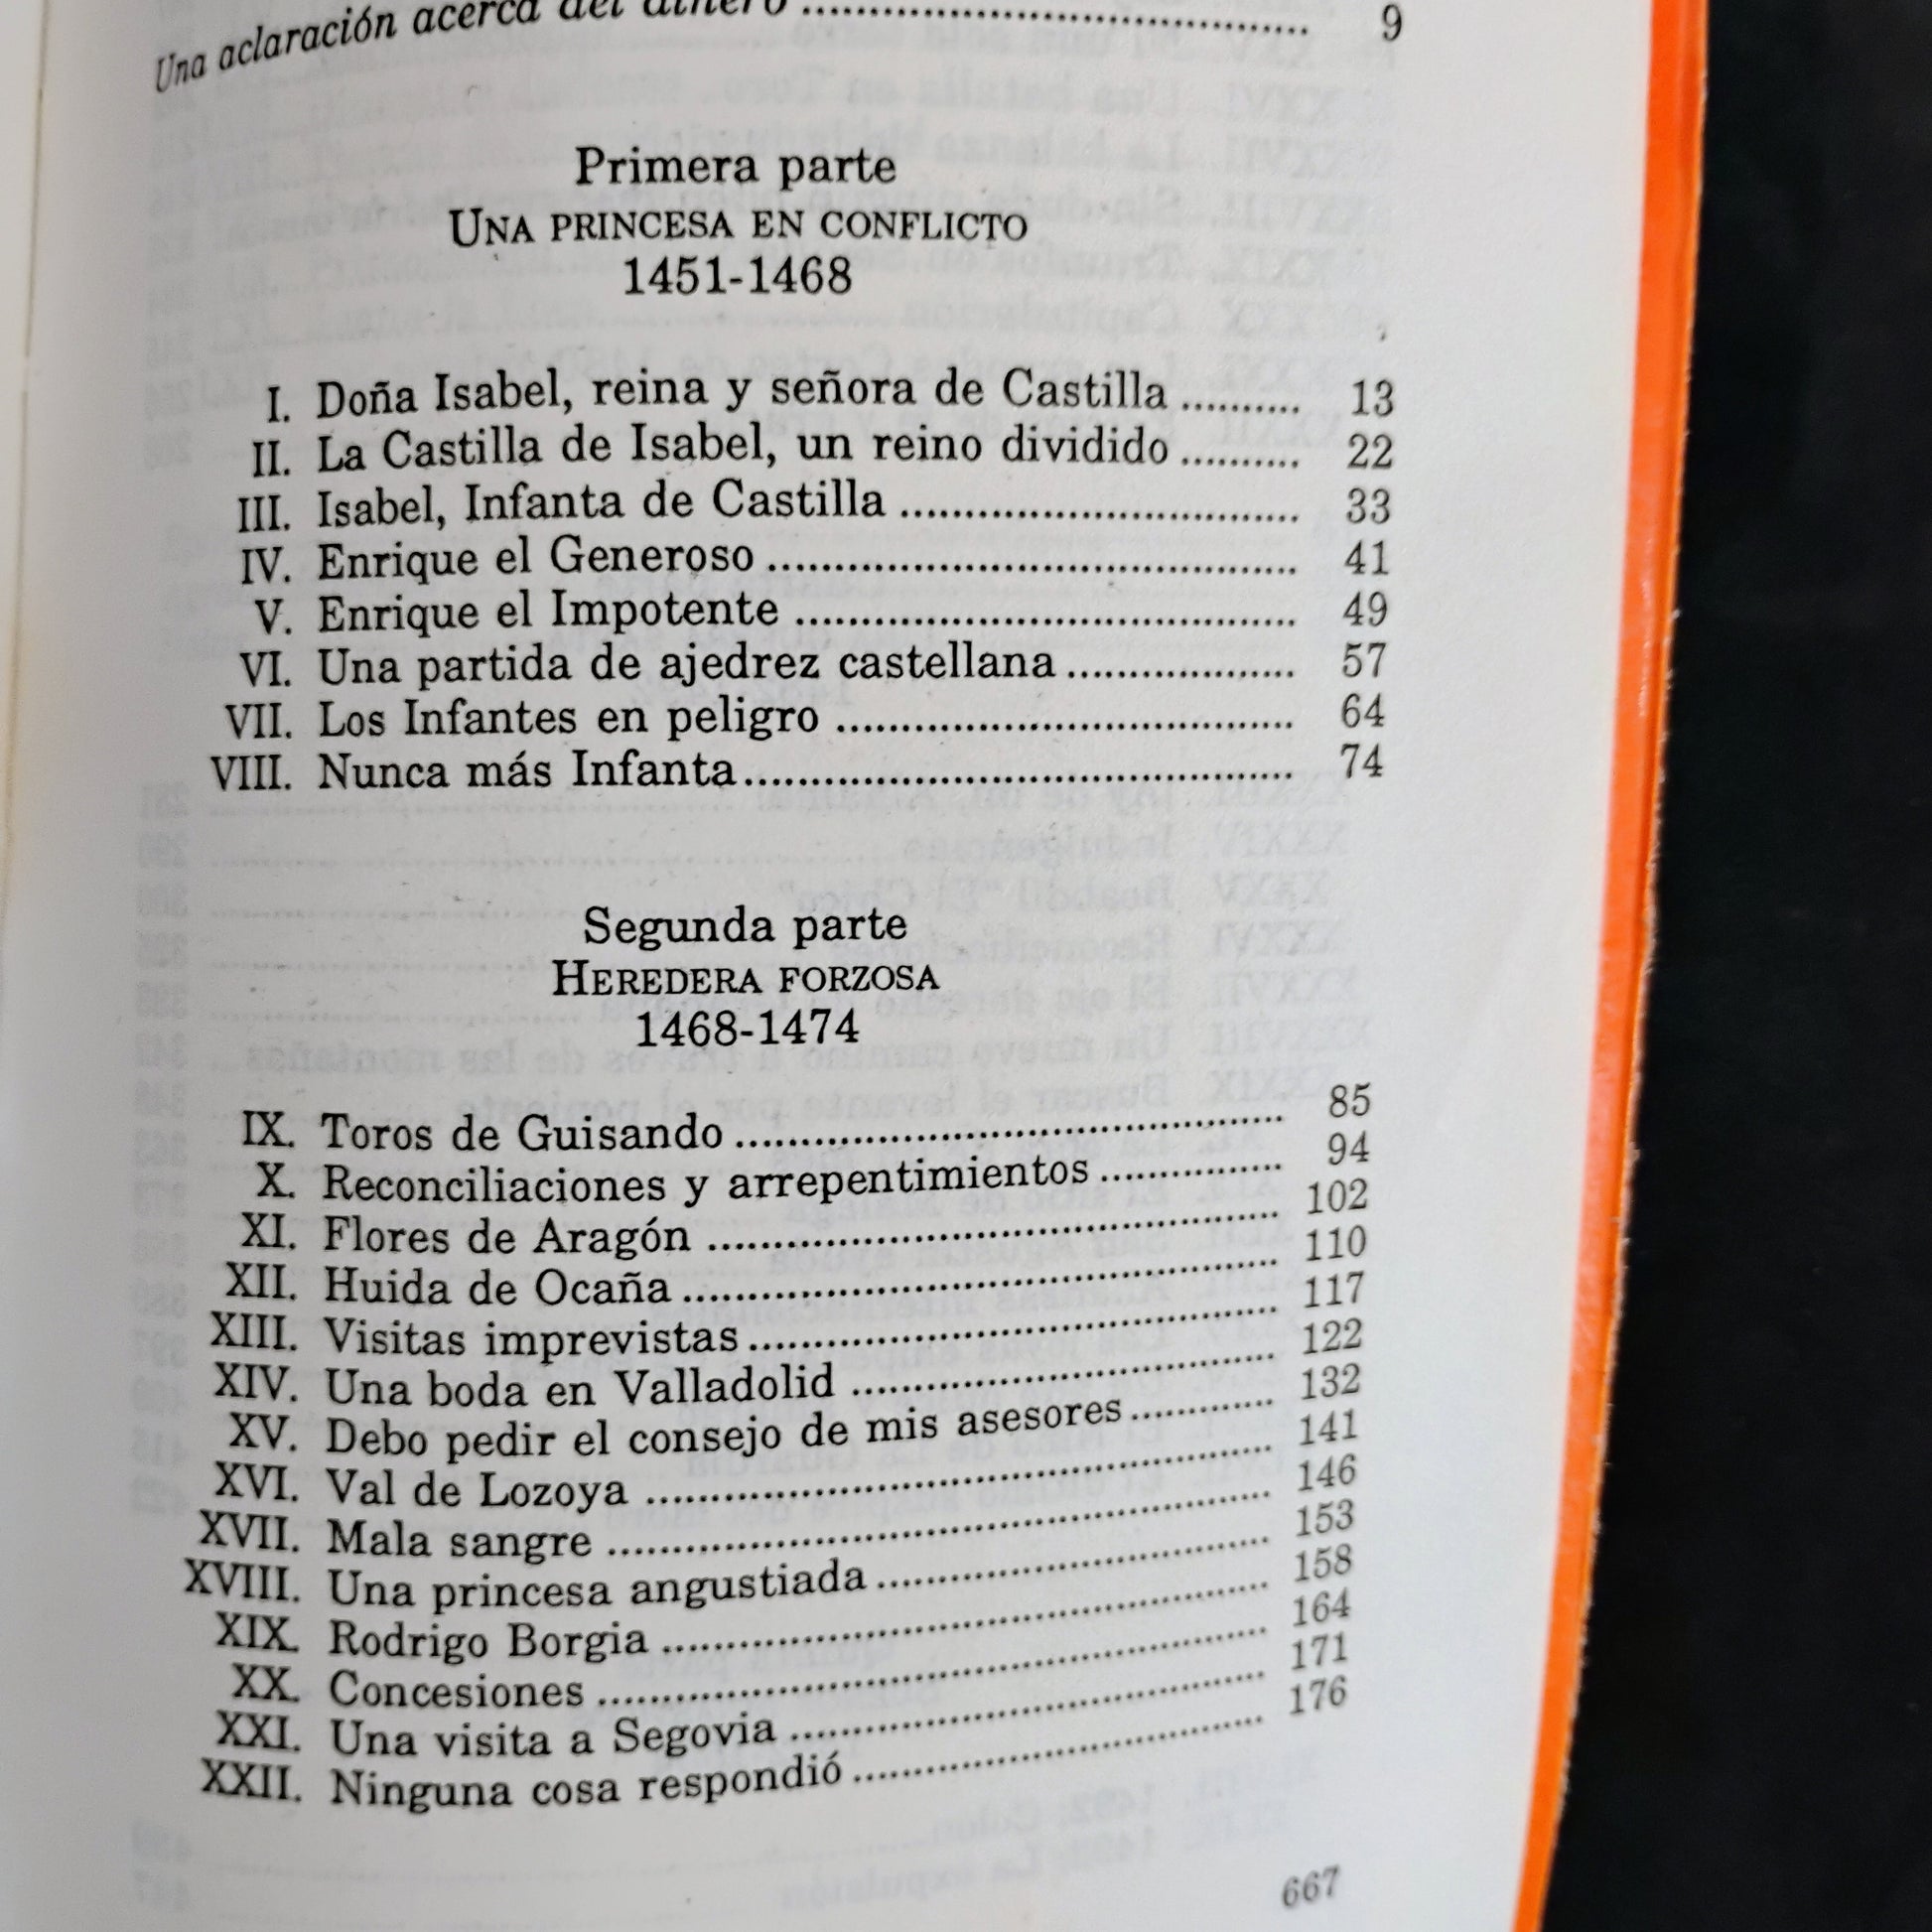 Una aclaración acerca del dinero ........ 9
Primera parte
UNA PRINCESA EN CONFLICTO
1451-1468
I. Doña Isabel, reina y señora de Castilla .......... 13
II. La Castilla de Isabel, un reino dividido .......... 22
III. Isabel, Infanta de Castilla .......... 33
IV. Enrique el Generoso .......... 41
V. Enrique el Impotente .......... 49
VI. Una partida de ajedrez castellana .......... 57
VII. Los Infantes en peligro .......... 64
VIII. Nunca más Infanta .......... 74
Segunda parte
HEREDERA FORZOSA
1468-1474
IX. Toros de Guisando .......... 85
X. Reconciliaciones y arrepentimientos .......... 94
XI. Flores de Aragón .......... 102
XII. Huida de Ocaña .......... 110
XIII. Visitas imprevistas .......... 117
XIV. Una boda en Valladolid .......... 122
XV. Debo pedir el consejo de mis asesores .......... 132
XVI. Val de Lozoya .......... 141
XVII. Mala sangre .......... 146
XVIII. Una princesa angustiada .......... 153
XIX. Rodrigo Borgia .......... 158
XX. Concesiones .......... 164
XXI. Una visita a Segovia .......... 171
XXII. Ninguna cosa respondió .......... 176
667